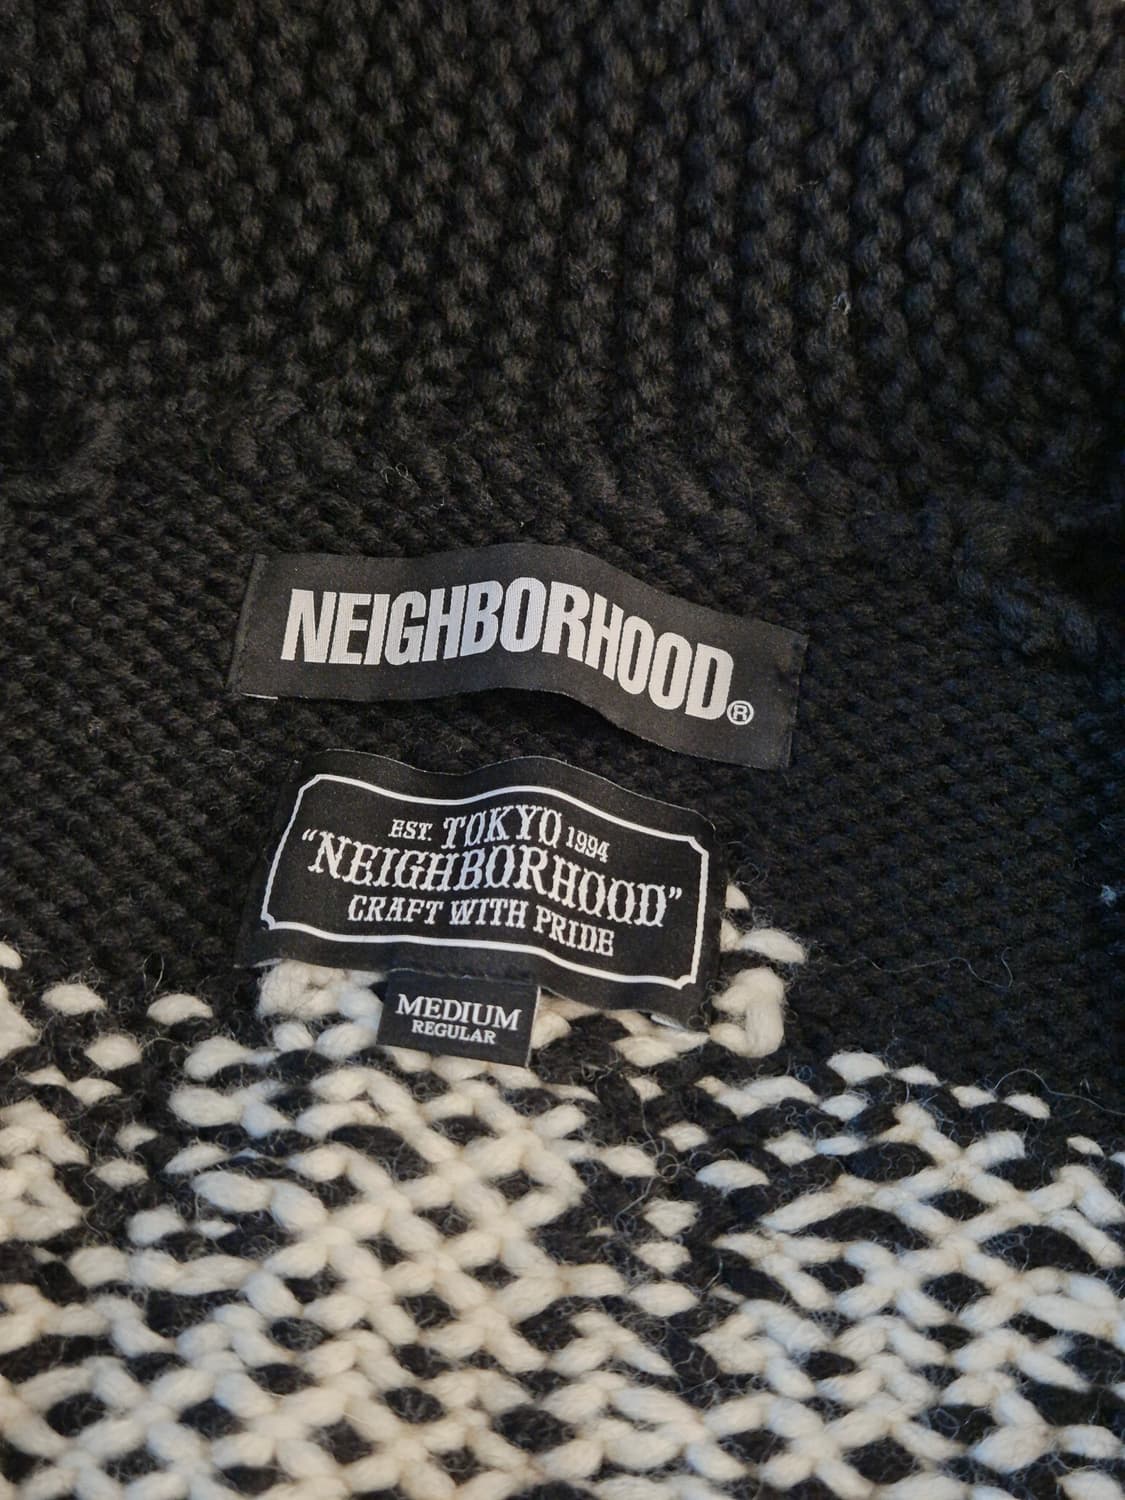 NEIGHBORHOOD®
EST. TOKYO 1994
"NEIGHBORHOOD"
CRAFT WITH PRIDE
MEDIUM
REGULAR